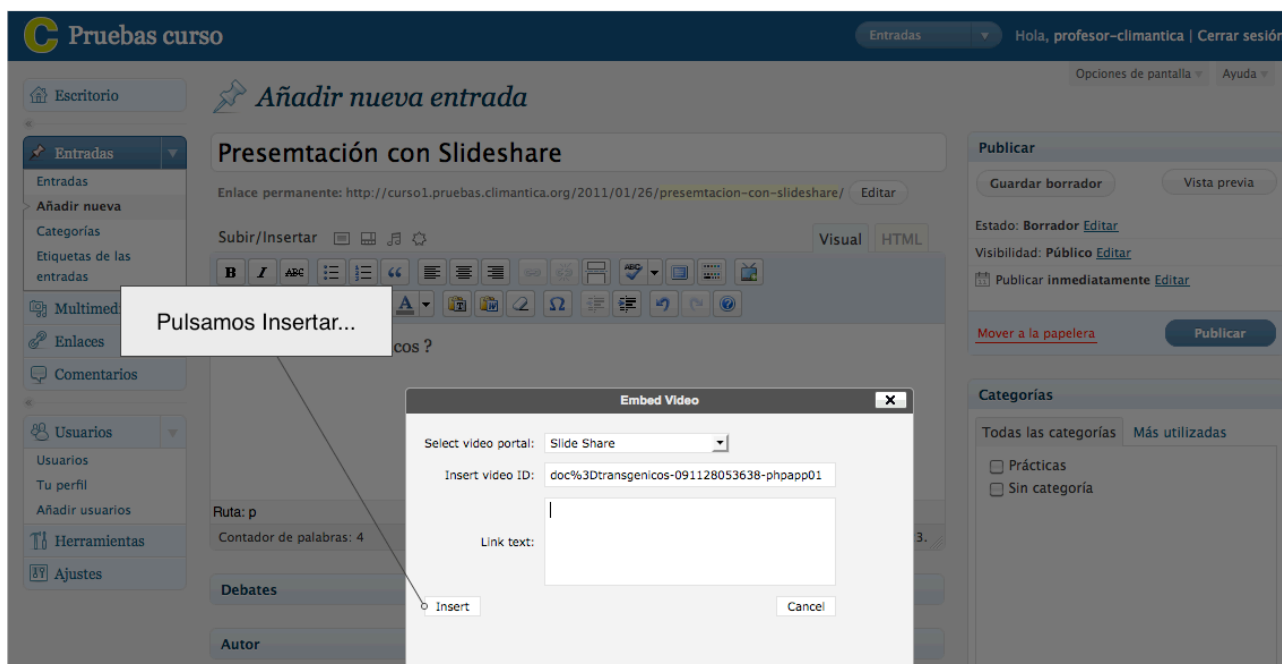 C Pruebas curso
Entradas
Hola, profesor-climantica | Cerrar sesión
Opciones de pantalla
Ayuda
Escritorio
Añadir nueva entrada
Entradas
Entradas
Añadir nueva
Categorías
Etiquetas de las
entradas
Multimed
Enlaces
Comentarios
Usuarios
Usuarios
Tu perfil
Añadir usuarios
Herramientas
Ajustes
Presemtación con Slideshare
Enlace permanente: http://curso1.pruebas.climantica.org/2011/01/26/presemtacion-con-slideshare/ Editar
Subir/Insertar
Visual HTML
B I ABC ABC
A T W Ω
Pulsamos Insertar...
cos ?
Embed Video X
Select video portal: Slide Share
Insert video ID: doc%3Dtransgenicos-091128053638-phpapp01
Link text:
Insert Cancel
Ruta: p
Contador de palabras: 4
3.
Debates
Autor
Publicar
Guardar borrador Vista previa
Estado: Borrador Editar
Visibilidad: Público Editar
Publicar inmediatamente Editar
Mover a la papelera Publicar
Categorías
Todas las categorías Más utilizadas
Prácticas
Sin categoría